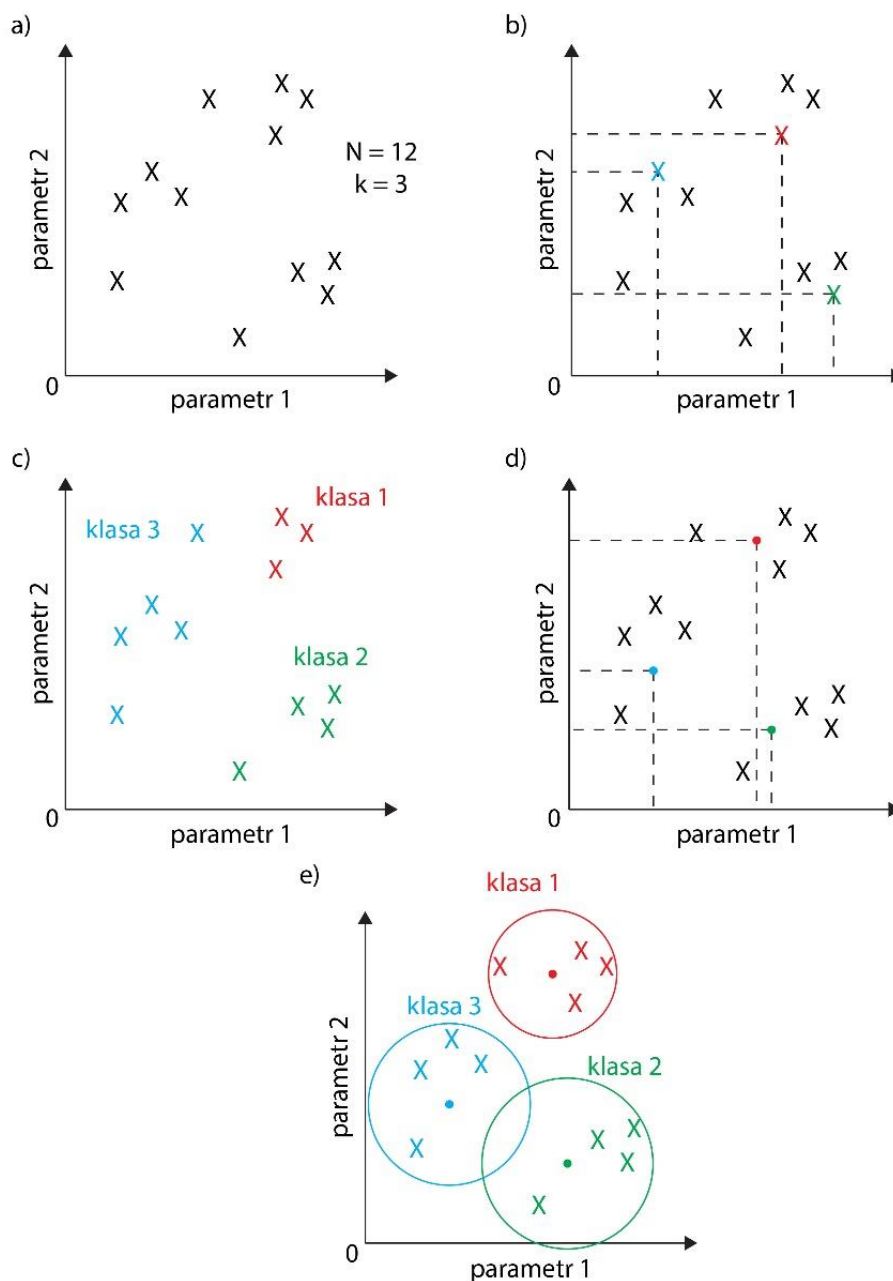 a)
parametr 2
N = 12
k = 3
0
parametr 1
b)
parametr 2
0
parametr 1
c)
klasa 1
klasa 3
klasa 2
parametr 2
0
parametr 1
d)
parametr 2
0
parametr 1
e)
klasa 1
klasa 3
klasa 2
parametr 2
0
parametr 1